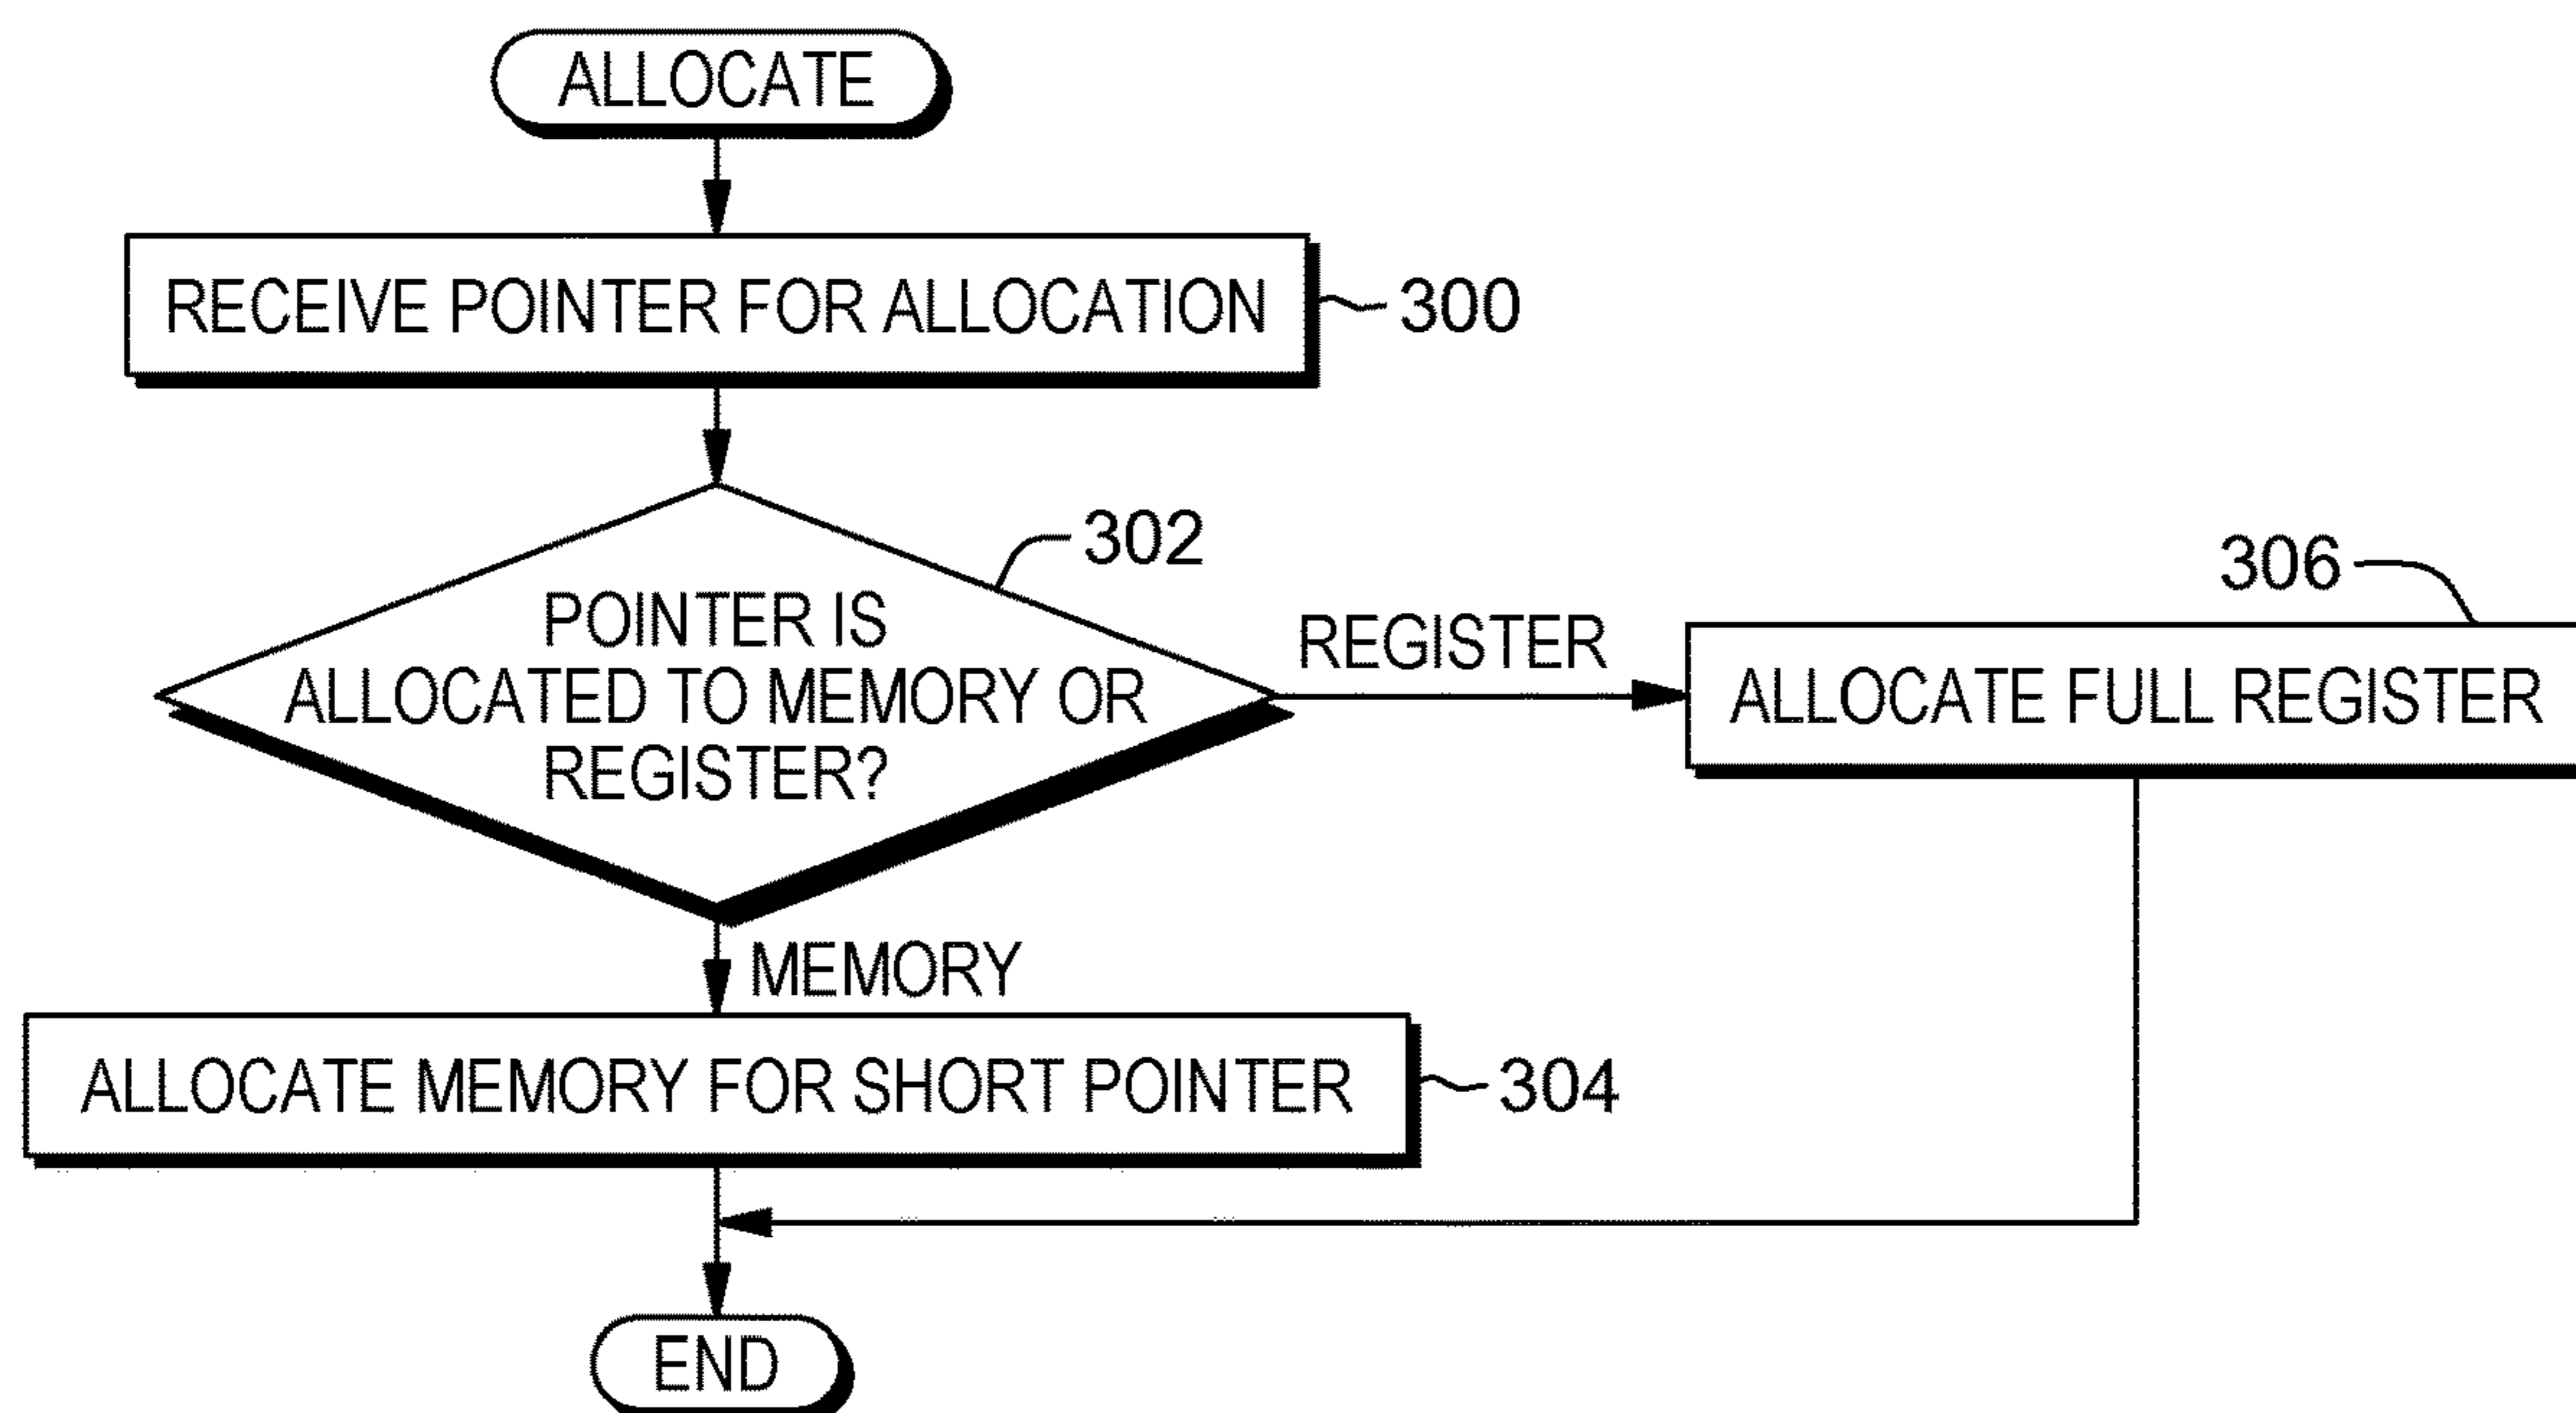 ALLOCATE
RECEIVE POINTER FOR ALLOCATION
300
302
POINTER IS
ALLOCATED TO MEMORY OR
REGISTER?
REGISTER
306
ALLOCATE FULL REGISTER
MEMORY
ALLOCATE MEMORY FOR SHORT POINTER
304
END